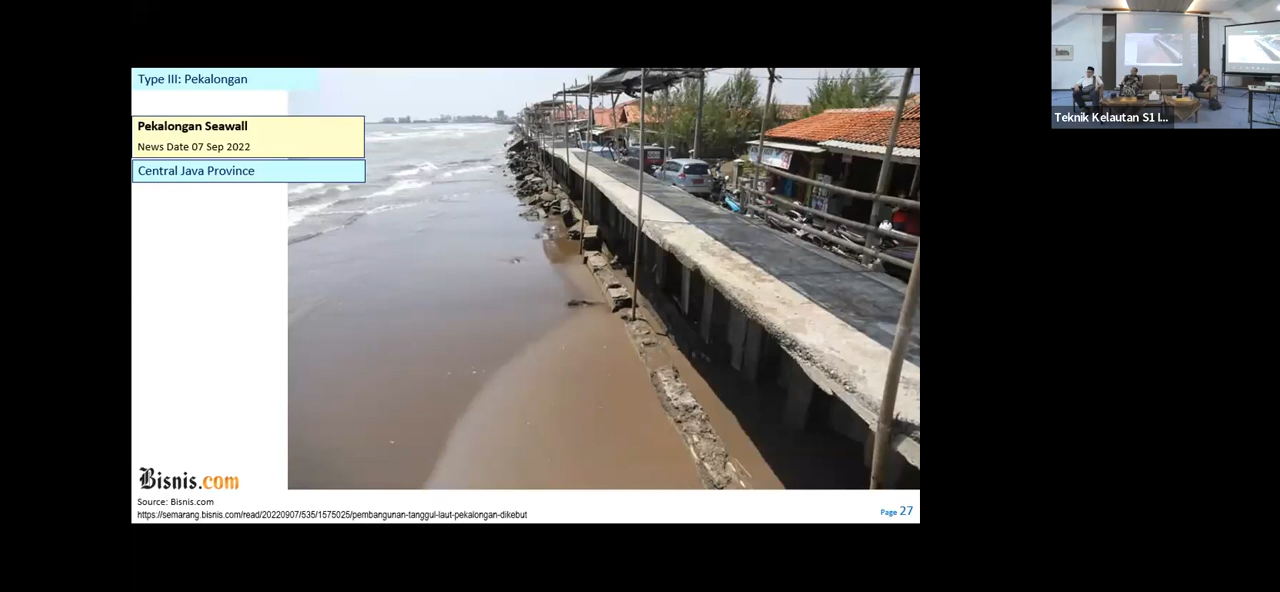 Type III: Pekalongan
Pekalongan Seawall
News Date 07 Sep 2022
Central Java Province
Bisnis.com
Source: Bisnis.com
https://semarang.bisnis.com/read/20220907/535/1575025/pembangunan-tanggul-laut-pekalongan-dikebut
Page 27
Teknik Kelautan S1 I...